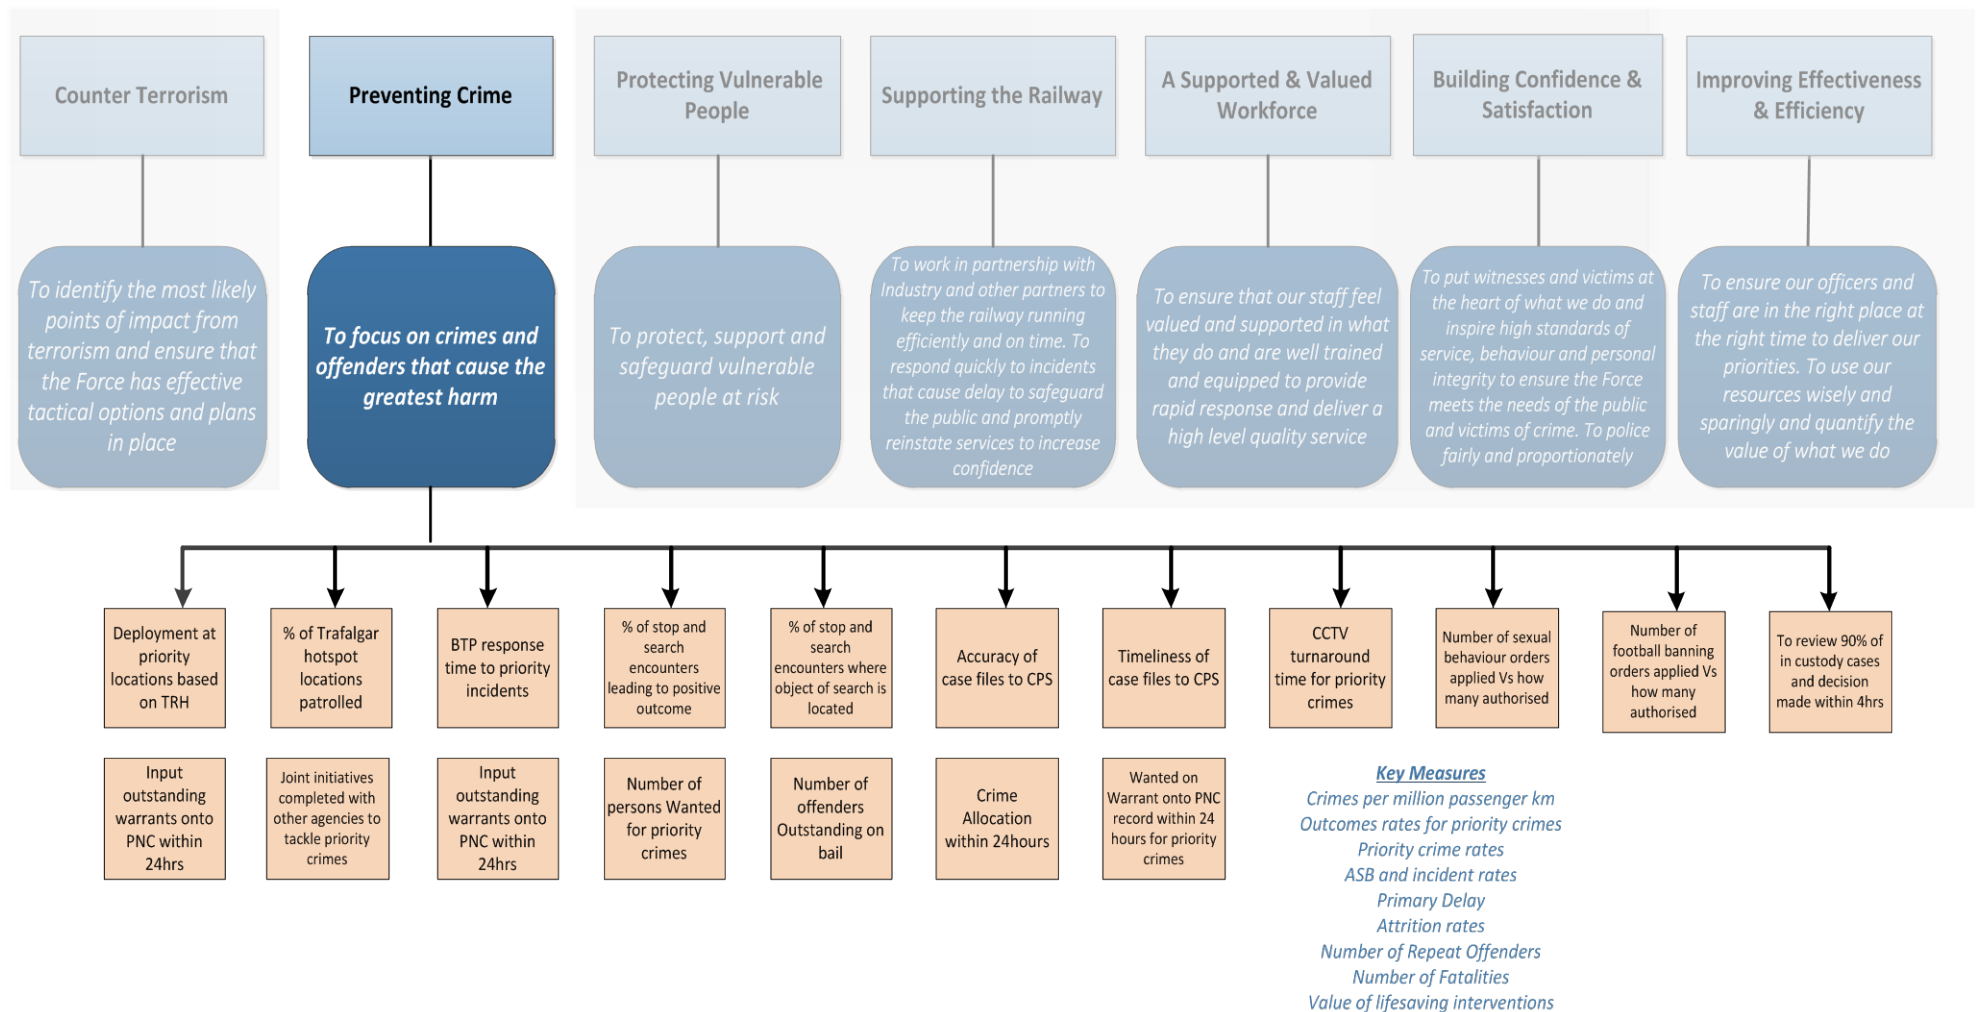 Counter Terrorism
Preventing Crime
Protecting Vulnerable
People
Supporting the Railway
A Supported & Valued
Workforce
Building Confidence &
Satisfaction
Improving Effectiveness
& Efficiency
To identify the most likely
points of impact from
terrorism and ensure that
the Force has effective
tactical options and plans
in place
To focus on crimes and
offenders that cause the
greatest harm
To protect, support and
safeguard vulnerable
people at risk
To work in partnership with
Industry and other partners to
keep the railway running
efficiently and on time. To
respond quickly to incidents
that cause delay to safeguard
the public and promptly
reinstate services to increase
confidence
To ensure that our staff feel
valued and supported in what
they do and are well trained
and equipped to provide
rapid response and deliver a
high level quality service
To put witnesses and victims at
the heart of what we do and
inspire high standards of
service, behaviour and personal
integrity to ensure the Force
meets the needs of the public
and victims of crime. To police
fairly and proportionately
To ensure our officers and
staff are in the right place at
the right time to deliver our
priorities. To use our
resources wisely and
sparingly and quantify the
value of what we do
Deployment at
priority
locations based
on TRH
% of Trafalgar
hotspot
locations
patrolled
BTP response
time to priority
incidents
% of stop and
search
encounters
leading to positive
outcome
% of stop and
search
encounters where
object of search is
located
Accuracy of
case files to CPS
Timeliness of
case files to CPS
CCTV
turnaround
time for priority
crimes
Number of sexual
behaviour orders
applied Vs how
many authorised
Number of
football banning
orders applied Vs
how many
authorised
To review 90% of
in custody cases
and decision
made within 4hrs
Input
outstanding
warrants onto
PNC within
24hrs
Joint initiatives
completed with
other agencies to
tackle priority
crimes
Input
outstanding
warrants onto
PNC within
24hrs
Number of
persons Wanted
for priority
crimes
Number of
offenders
Outstanding on
bail
Crime
Allocation
within 24hours
Wanted on
Warrant onto PNC
record within 24
hours for priority
crimes
Key Measures
Crimes per million passenger km
Outcomes rates for priority crimes
Priority crime rates
ASB and incident rates
Primary Delay
Attrition rates
Number of Repeat Offenders
Number of Fatalities
Value of lifesaving interventions